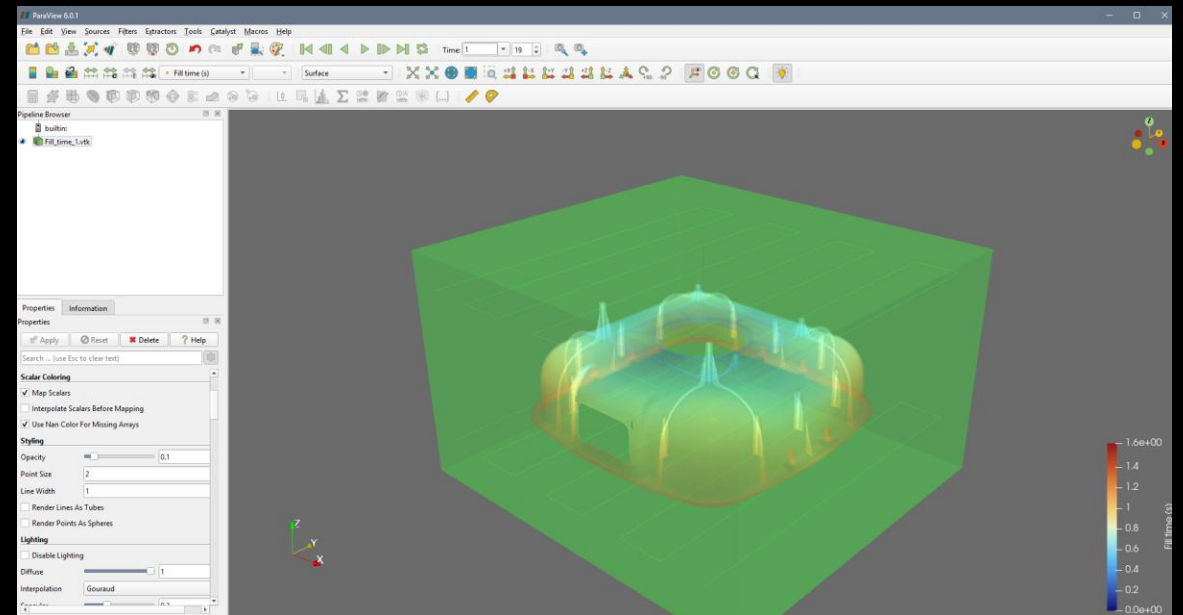 ParaView 6.0.1
File Edit View Sources Filters Extractors Tools Catalyst Macros Help
Time: 1 19
Fill time (s) Surface
Pipeline Browser
builtin:
Fill_time_1.vtk
Properties Information
Properties
Apply Reset Delete Help
Search ... (use Esc to clear text)
Scalar Coloring
Map Scalars
Interpolate Scalars Before Mapping
Use Nan Color For Missing Arrays
Styling
Opacity 0.1
Point Size 2
Line Width 1
Render Lines As Tubes
Render Points As Spheres
Lighting
Disable Lighting
Diffuse 1
Interpolation Gouraud
Z
Y
X
1.6e+00
1.4
1.2
1
0.8
0.6
0.4
0.2
0.0e+00
Fill time (s)